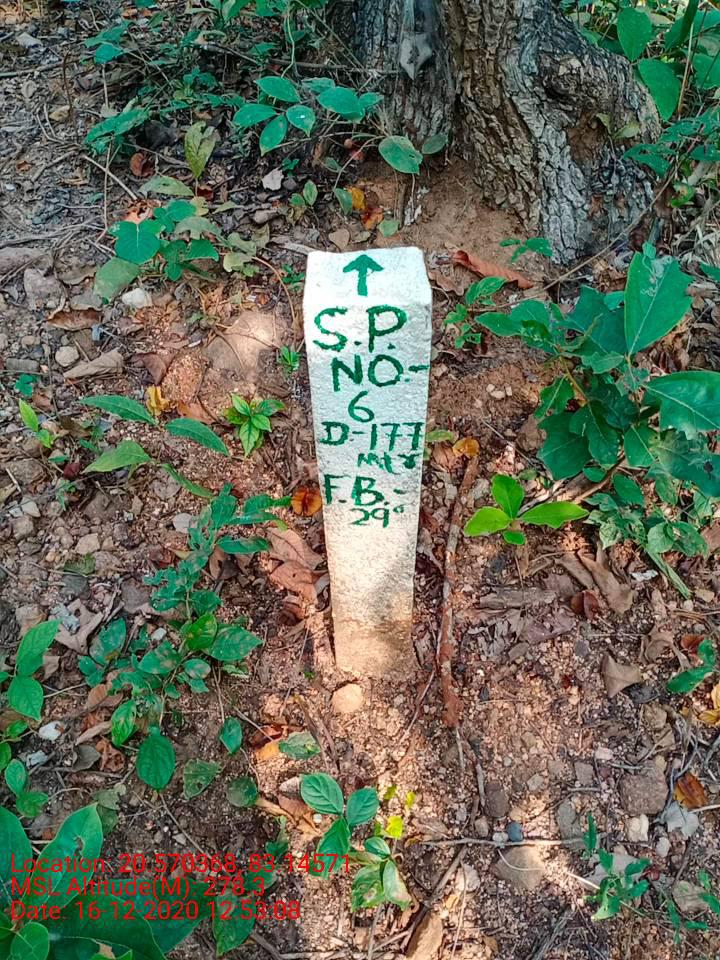 ↑
S.P.
NO.-
6
D-177
mtr
F.B.-
29°
Location: 20.570368, 83.14571
MSL Altitude(M): 278.3
Date: 16-12 2020 12:53:08